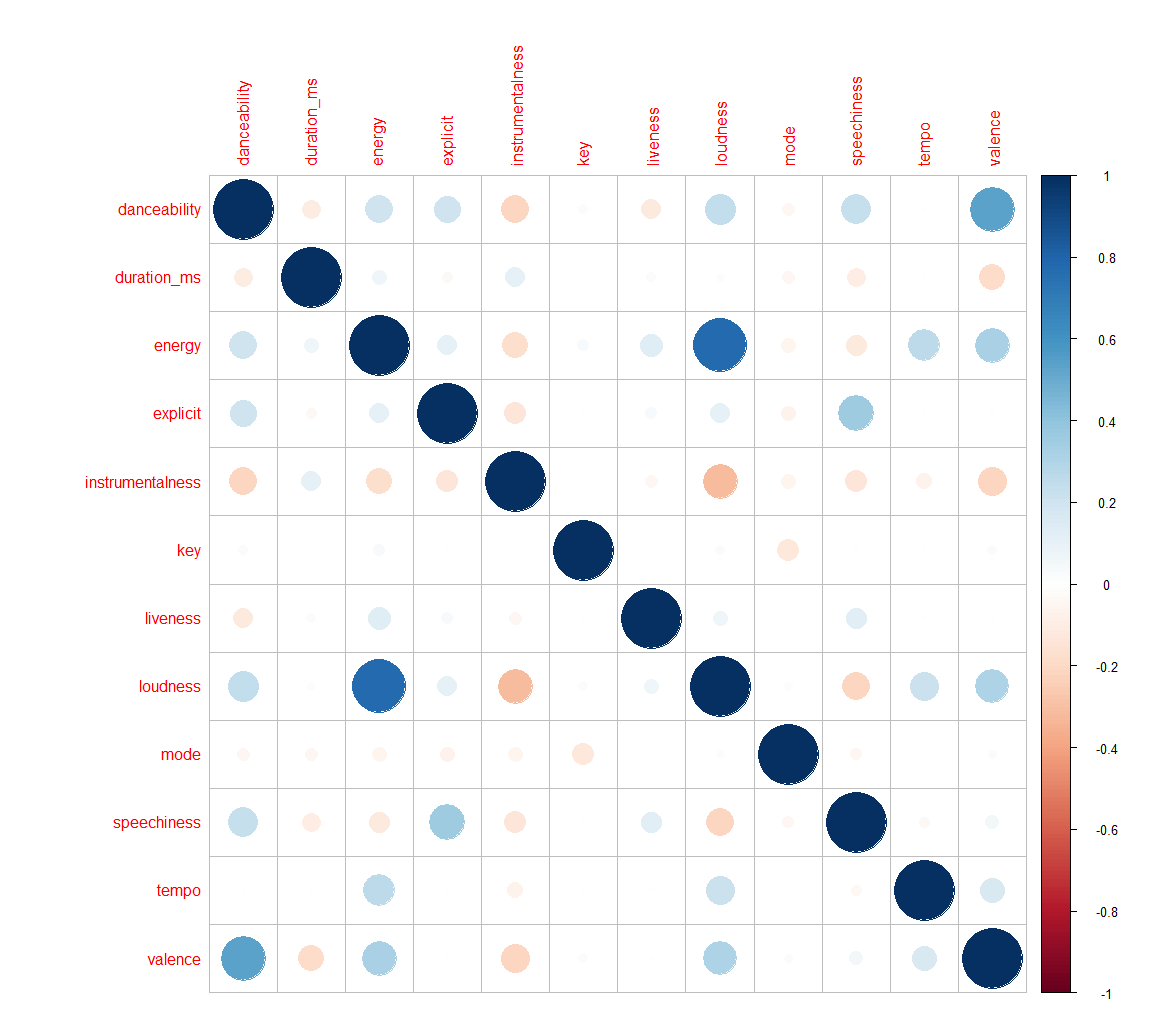 danceability
duration_ms
energy
explicit
instrumentalness
key
liveness
loudness
mode
speechiness
tempo
valence
danceability
duration_ms
energy
explicit
instrumentalness
key
liveness
loudness
mode
speechiness
tempo
valence
1
0.8
0.6
0.4
0.2
0
-0.2
-0.4
-0.6
-0.8
-1